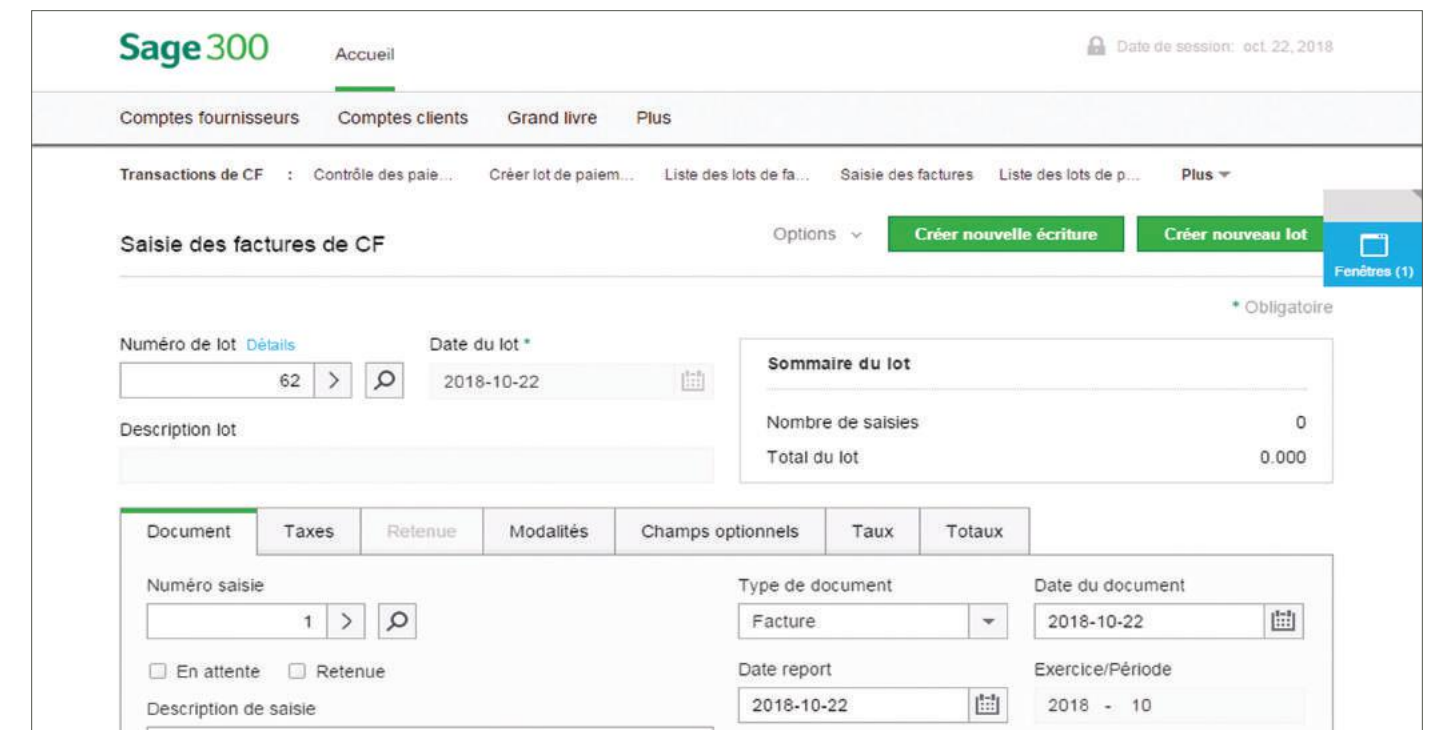 Sage 300 Accueil Date de session: oct. 22, 2018
Comptes fournisseurs Comptes clients Grand livre Plus
Transactions de CF : Contrôle des paie... Créer lot de paiem... Liste des lots de fa... Saisie des factures Liste des lots de p... Plus
Saisie des factures de CF Options Créer nouvelle écriture Créer nouveau lot
Fenêtres (1)
* Obligatoire
Numéro de lot Détails Date du lot *
62 2018-10-22
Description lot
Sommaire du lot
Nombre de saisies 0
Total du lot 0.000
Document Taxes Retenue Modalités Champs optionnels Taux Totaux
Numéro saisie Type de document Date du document
1 Facture 2018-10-22
En attente Retenue Date report Exercice/Période
Description de saisie 2018-10-22 2018 - 10